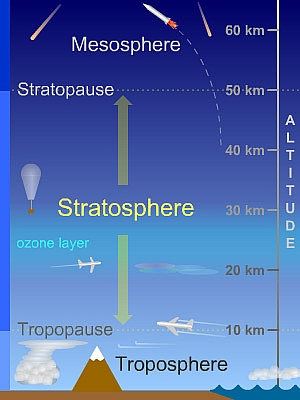 60 km
Mesosphere
Stratopause
50 km
ALTITUDE
40 km
Stratosphere
30 km
ozone layer
20 km
Tropopause
10 km
Troposphere